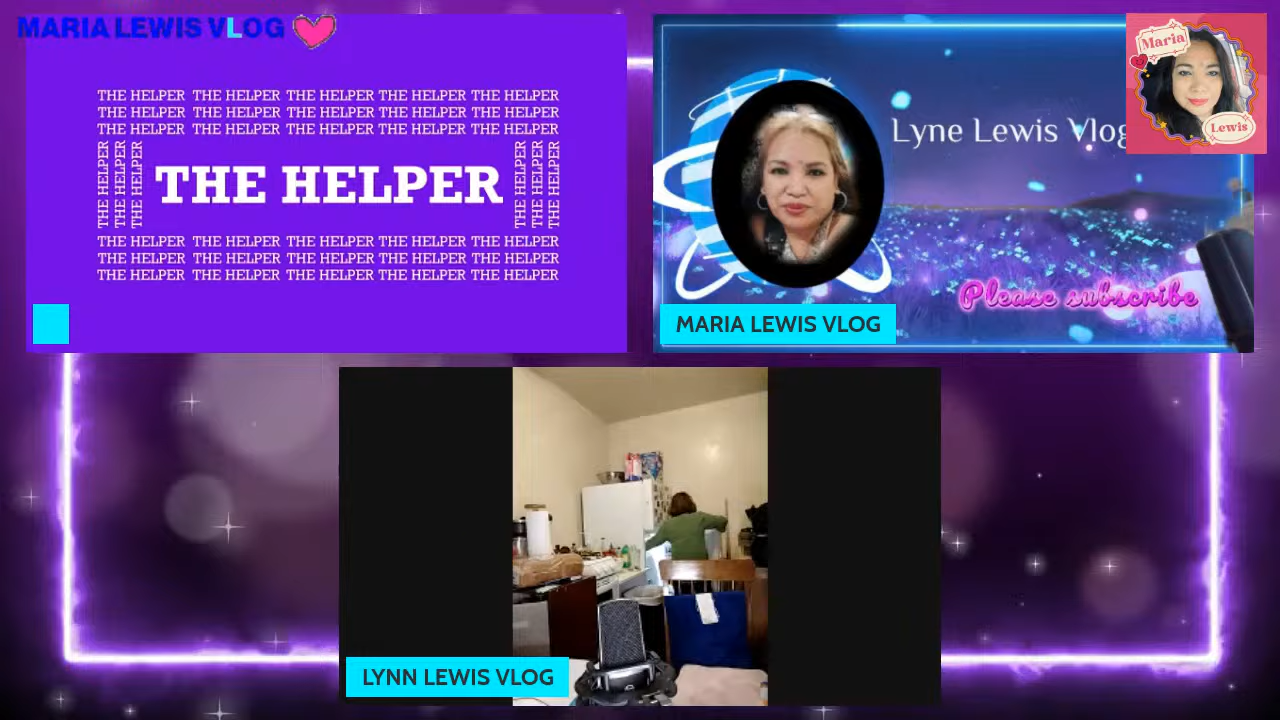 MARIA LEWIS VLOG
THE HELPER THE HELPER THE HELPER THE HELPER THE HELPER
THE HELPER THE HELPER THE HELPER THE HELPER THE HELPER
THE HELPER THE HELPER THE HELPER THE HELPER THE HELPER
THE HELPER
THE HELPER
THE HELPER
THE HELPER
THE HELPER
THE HELPER
THE HELPER
THE HELPER THE HELPER THE HELPER THE HELPER THE HELPER
THE HELPER THE HELPER THE HELPER THE HELPER THE HELPER
THE HELPER THE HELPER THE HELPER THE HELPER THE HELPER
Maria
Lewis
Lyne Lewis Vlog
Please subscribe
MARIA LEWIS VLOG
LYNN LEWIS VLOG